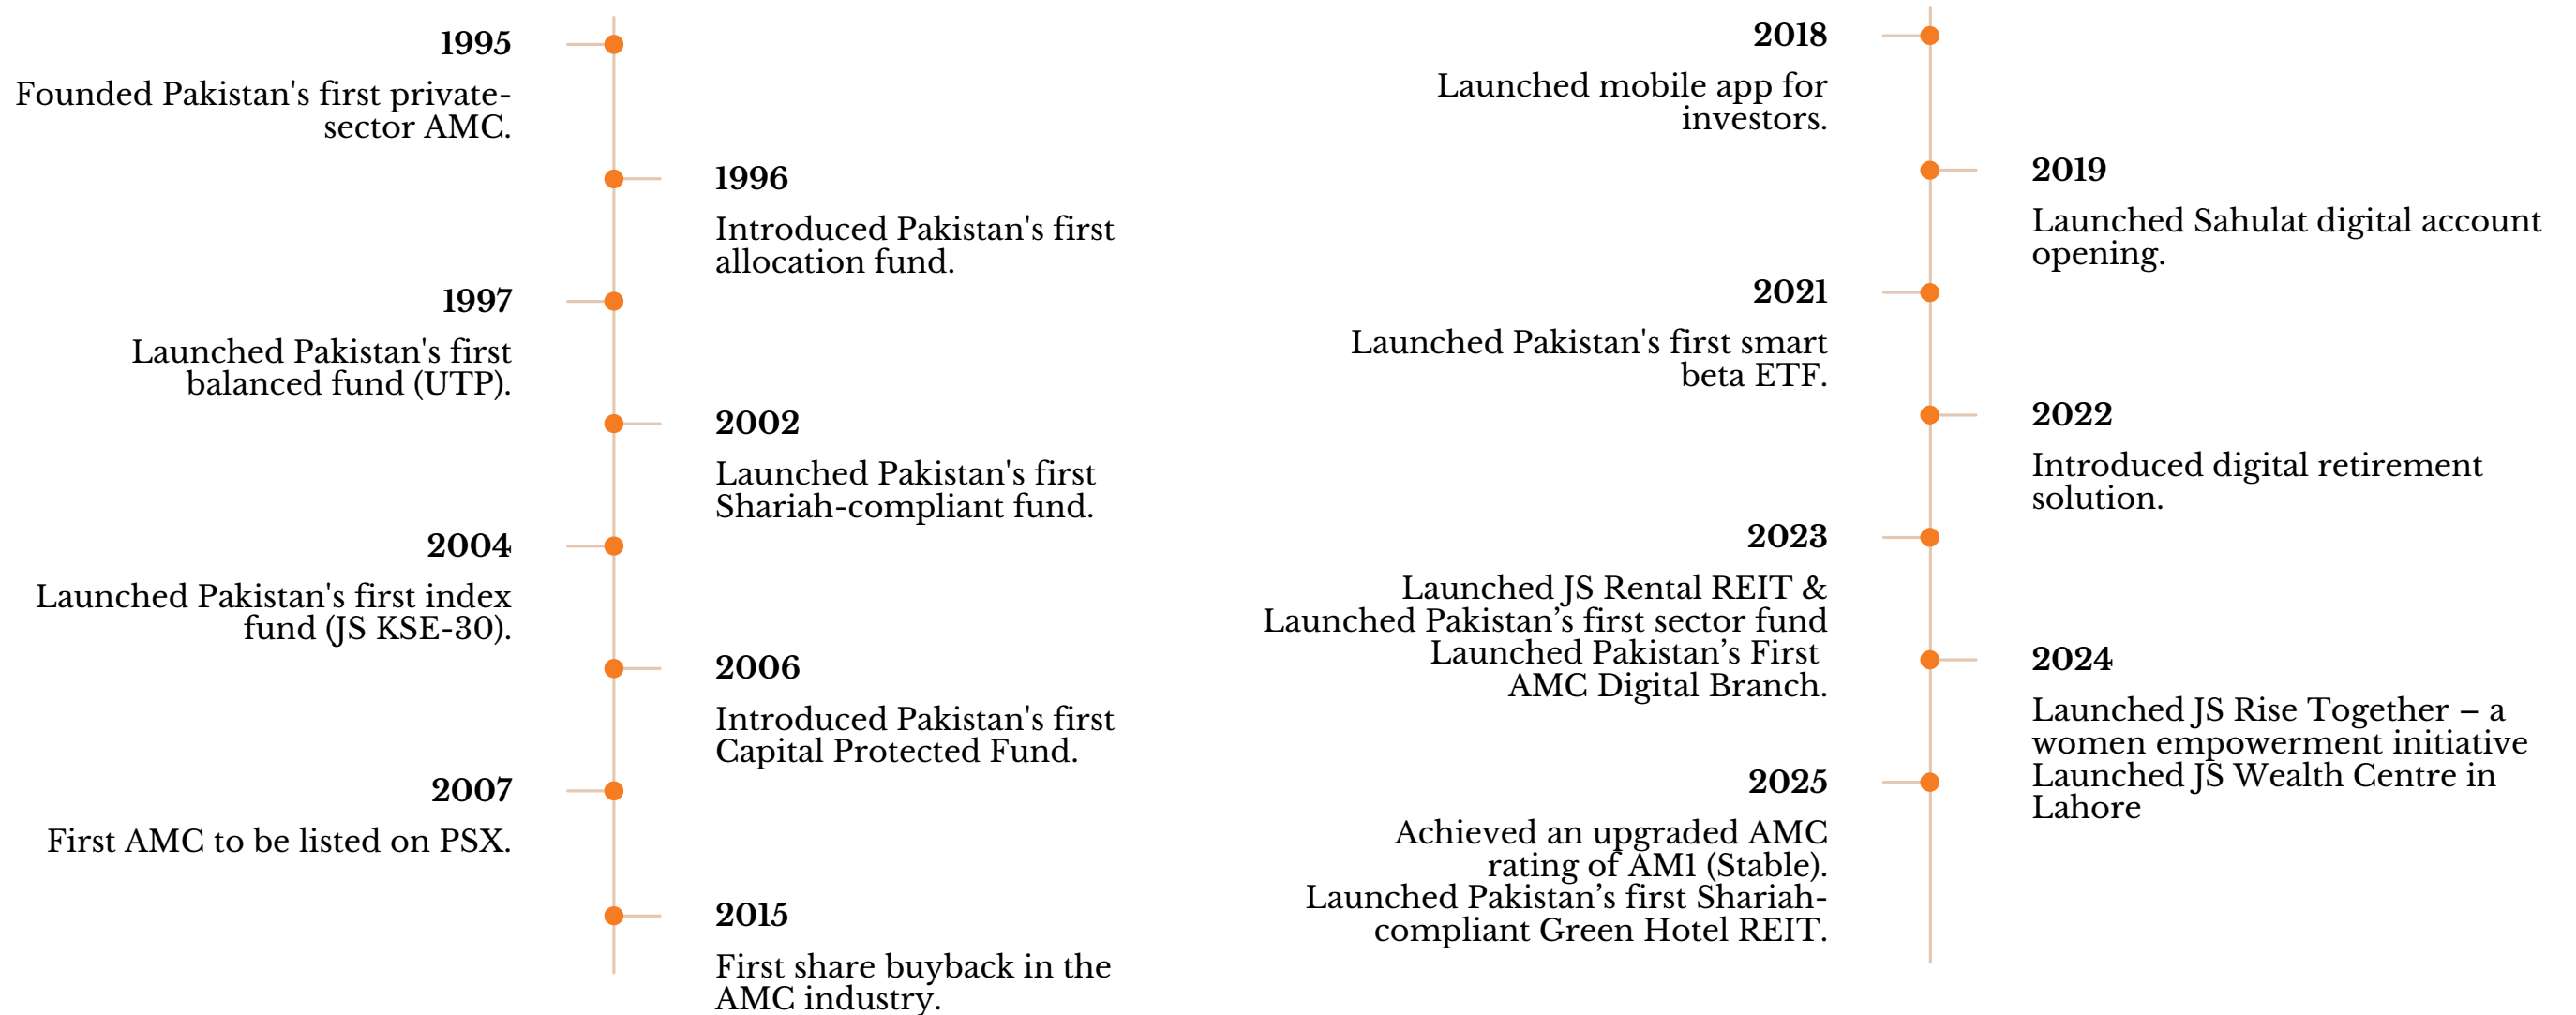 1995
Founded Pakistan's first private-
sector AMC.
1996
Introduced Pakistan's first
allocation fund.
1997
Launched Pakistan's first
balanced fund (UTP).
2002
Launched Pakistan's first
Shariah-compliant fund.
2004
Launched Pakistan's first index
fund (JS KSE-30).
2006
Introduced Pakistan's first
Capital Protected Fund.
2007
First AMC to be listed on PSX.
2015
First share buyback in the
AMC industry.
2018
Launched mobile app for
investors.
2019
Launched Sahulat digital account
opening.
2021
Launched Pakistan's first smart
beta ETF.
2022
Introduced digital retirement
solution.
2023
Launched JS Rental REIT &
Launched Pakistan’s first sector fund
Launched Pakistan’s First
AMC Digital Branch.
2024
Launched JS Rise Together – a
women empowerment initiative
Launched JS Wealth Centre in
Lahore
2025
Achieved an upgraded AMC
rating of AM1 (Stable).
Launched Pakistan’s first Shariah-
compliant Green Hotel REIT.